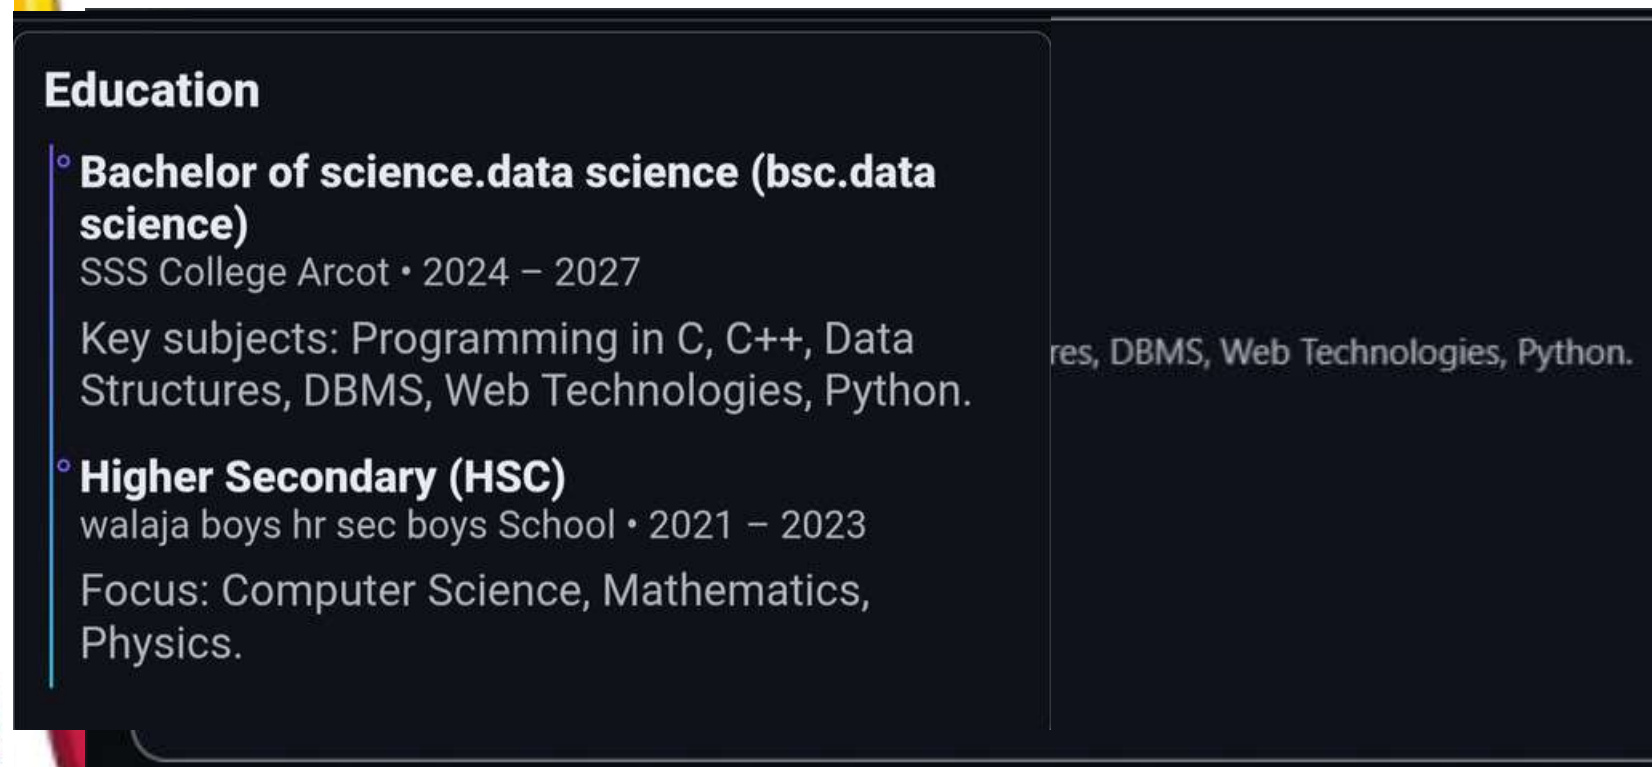 Education
Bachelor of science.data science (bsc.data
science)
SSS College Arcot • 2024 – 2027
Key subjects: Programming in C, C++, Data
Structures, DBMS, Web Technologies, Python.
Higher Secondary (HSC)
walaja boys hr sec boys School • 2021 – 2023
Focus: Computer Science, Mathematics,
Physics.
res, DBMS, Web Technologies, Python.